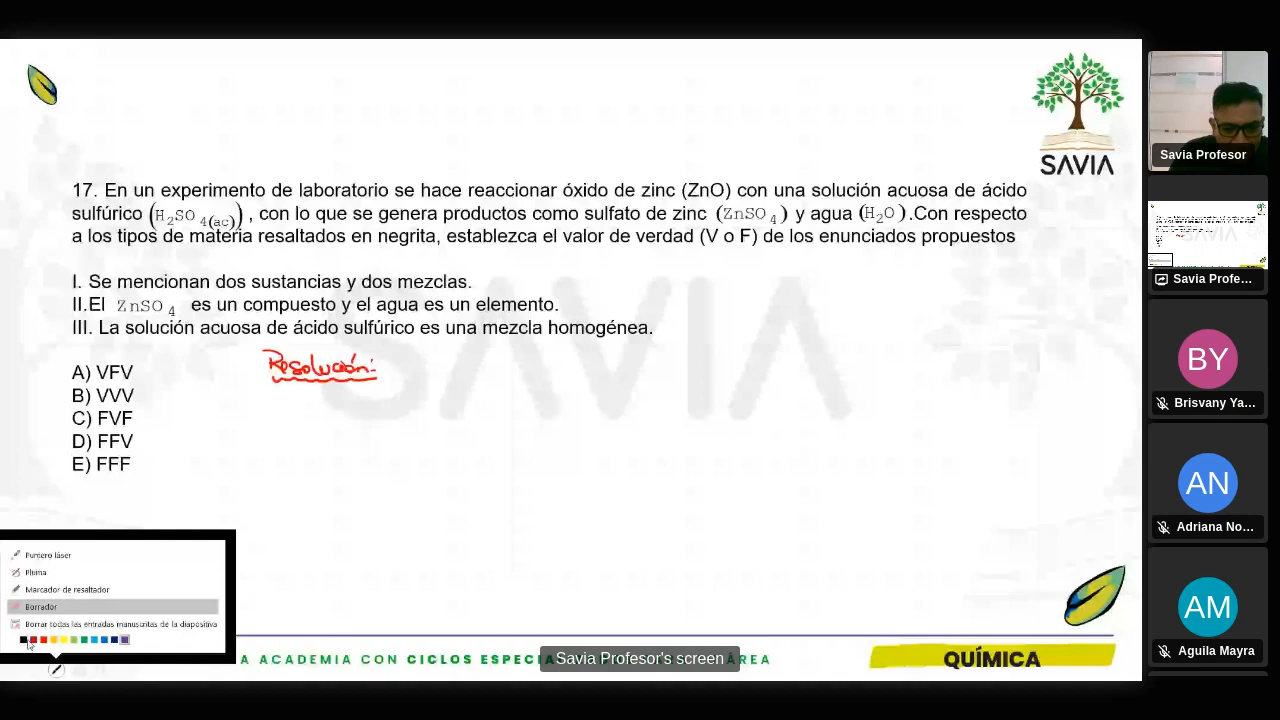 SAVIA
17. En un experimento de laboratorio se hace reaccionar óxido de zinc (ZnO) con una solución acuosa de ácido
sulfúrico (H₂SO₄(ac)) , con lo que se genera productos como sulfato de zinc (ZnSO₄) y agua (H₂O).Con respecto
a los tipos de materia resaltados en negrita, establezca el valor de verdad (V o F) de los enunciados propuestos
I. Se mencionan dos sustancias y dos mezclas.
II.El ZnSO₄ es un compuesto y el agua es un elemento.
III. La solución acuosa de ácido sulfúrico es una mezcla homogénea.
Resolución:
A) VFV
B) VVV
C) FVF
D) FFV
E) FFF
SAVIA
Puntero láser
Pluma
Marcador de resaltador
Borrador
Borrar todas las entradas manuscritas de la diapositiva
A ACADEMIA CON CICLOS ESPECIA
ÁREA
Savia Profesor's screen
QUÍMICA
Savia Profesor
Savia Profe...
BY
Brisvany Ya...
AN
Adriana No...
AM
Aguila Mayra